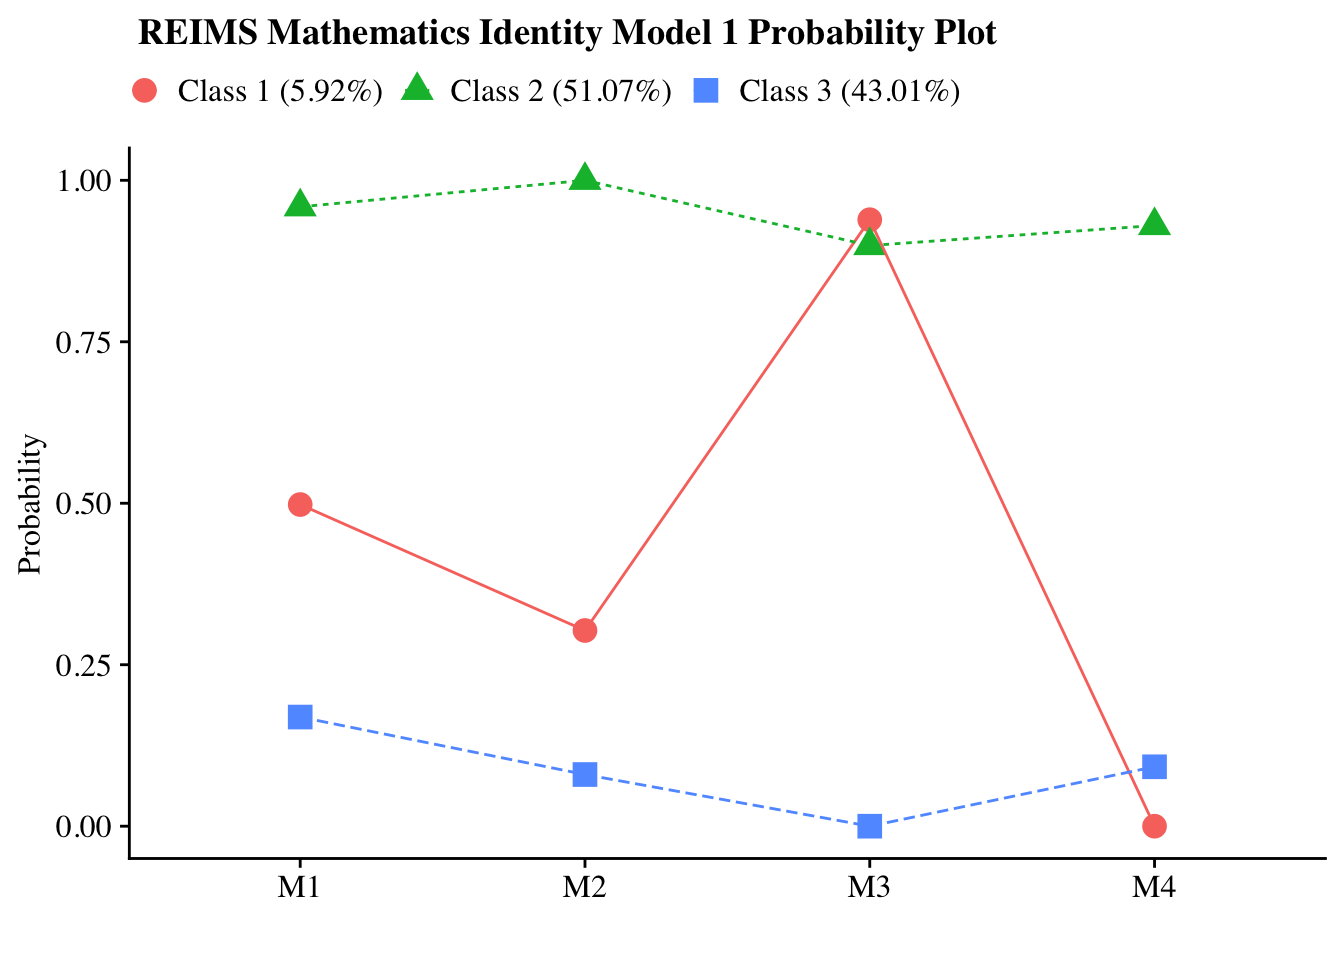 REIMS Mathematics Identity Model 1 Probability Plot
Class 1 (5.92%) Class 2 (51.07%) Class 3 (43.01%)
1.00
0.75
0.50
0.25
0.00
Probability
M1 M2 M3 M4